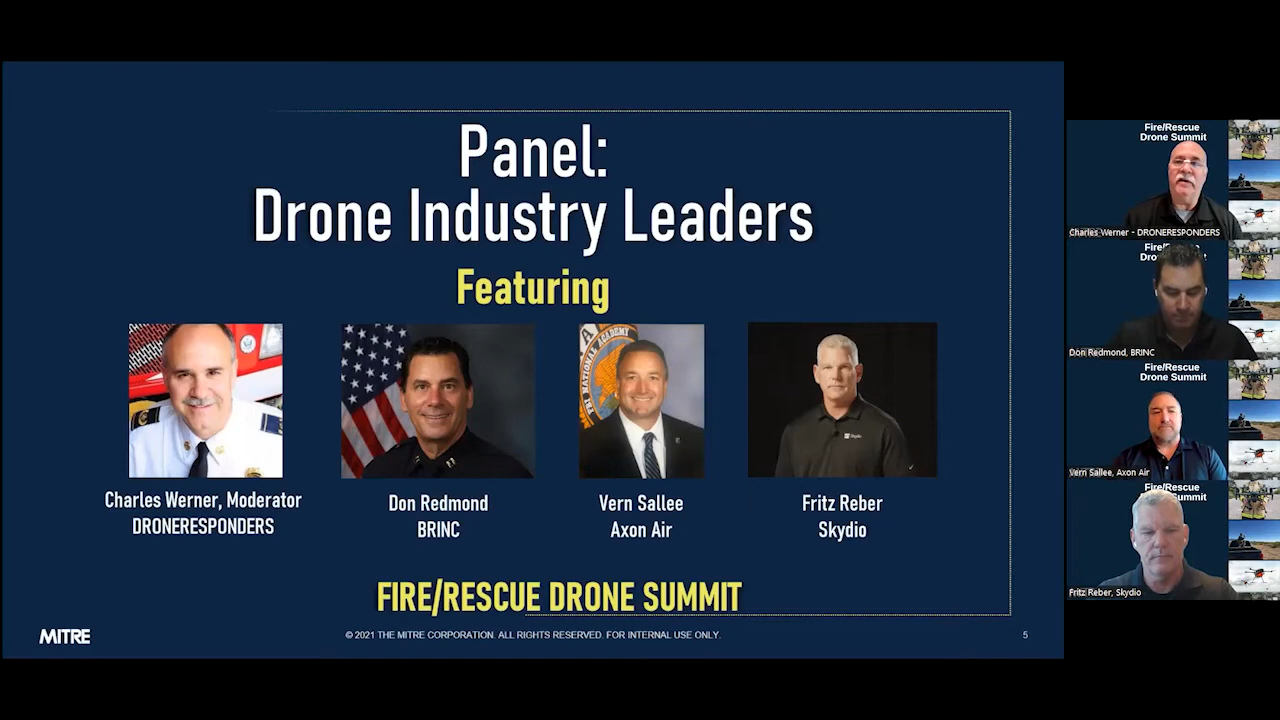 Panel:
Drone Industry Leaders
Featuring
Charles Werner, Moderator
DRONERESPONDERS
Don Redmond
BRINC
Vern Sallee
Axon Air
Fritz Reber
Skydio
FIRE/RESCUE DRONE SUMMIT
MITRE
© 2021 THE MITRE CORPORATION. ALL RIGHTS RESERVED. FOR INTERNAL USE ONLY.
5
Fire/Rescue
Drone Summit
Charles Werner - DRONERESPONDERS
Don Redmond, BRINC
Fire/Rescue
Drone Summit
Vern Sallee, Axon Air
Fire/Rescue
Summit
Fritz Reber, Skydio